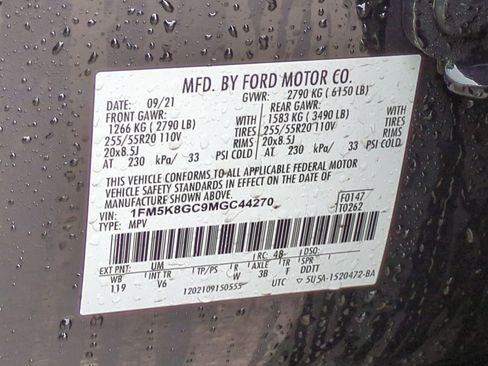 MFD. BY FORD MOTOR CO.
DATE: 09/21 GVWR: 2790 KG ( 6150 LB)
FRONT GAWR: REAR GAWR:
1266 KG ( 2790 LB) WITH 1583 KG ( 3490 LB) WITH
255/55R20 110V TIRES 255/55R20 110V TIRES
20x8.5J RIMS 20x8.5J RIMS
AT 230 kPa/ 33 PSI COLD AT 230 kPa/ 33 PSI COLD
THIS VEHICLE CONFORMS TO ALL APPLICABLE FEDERAL MOTOR
VEHICLE SAFETY STANDARDS IN EFFECT ON THE DATE OF
MANUFACTURE SHOWN ABOVE.
VIN: 1FM5K8GC9MGC44270 F0147
TYPE: MPV T0262
EXT PNT: UM RC: 48 DSO:
WB INT TR TP/PS R AXLE TR SPR
119 V6 W 3B F DDTT
1202109150555 UTC 5U5A-1520472-BA